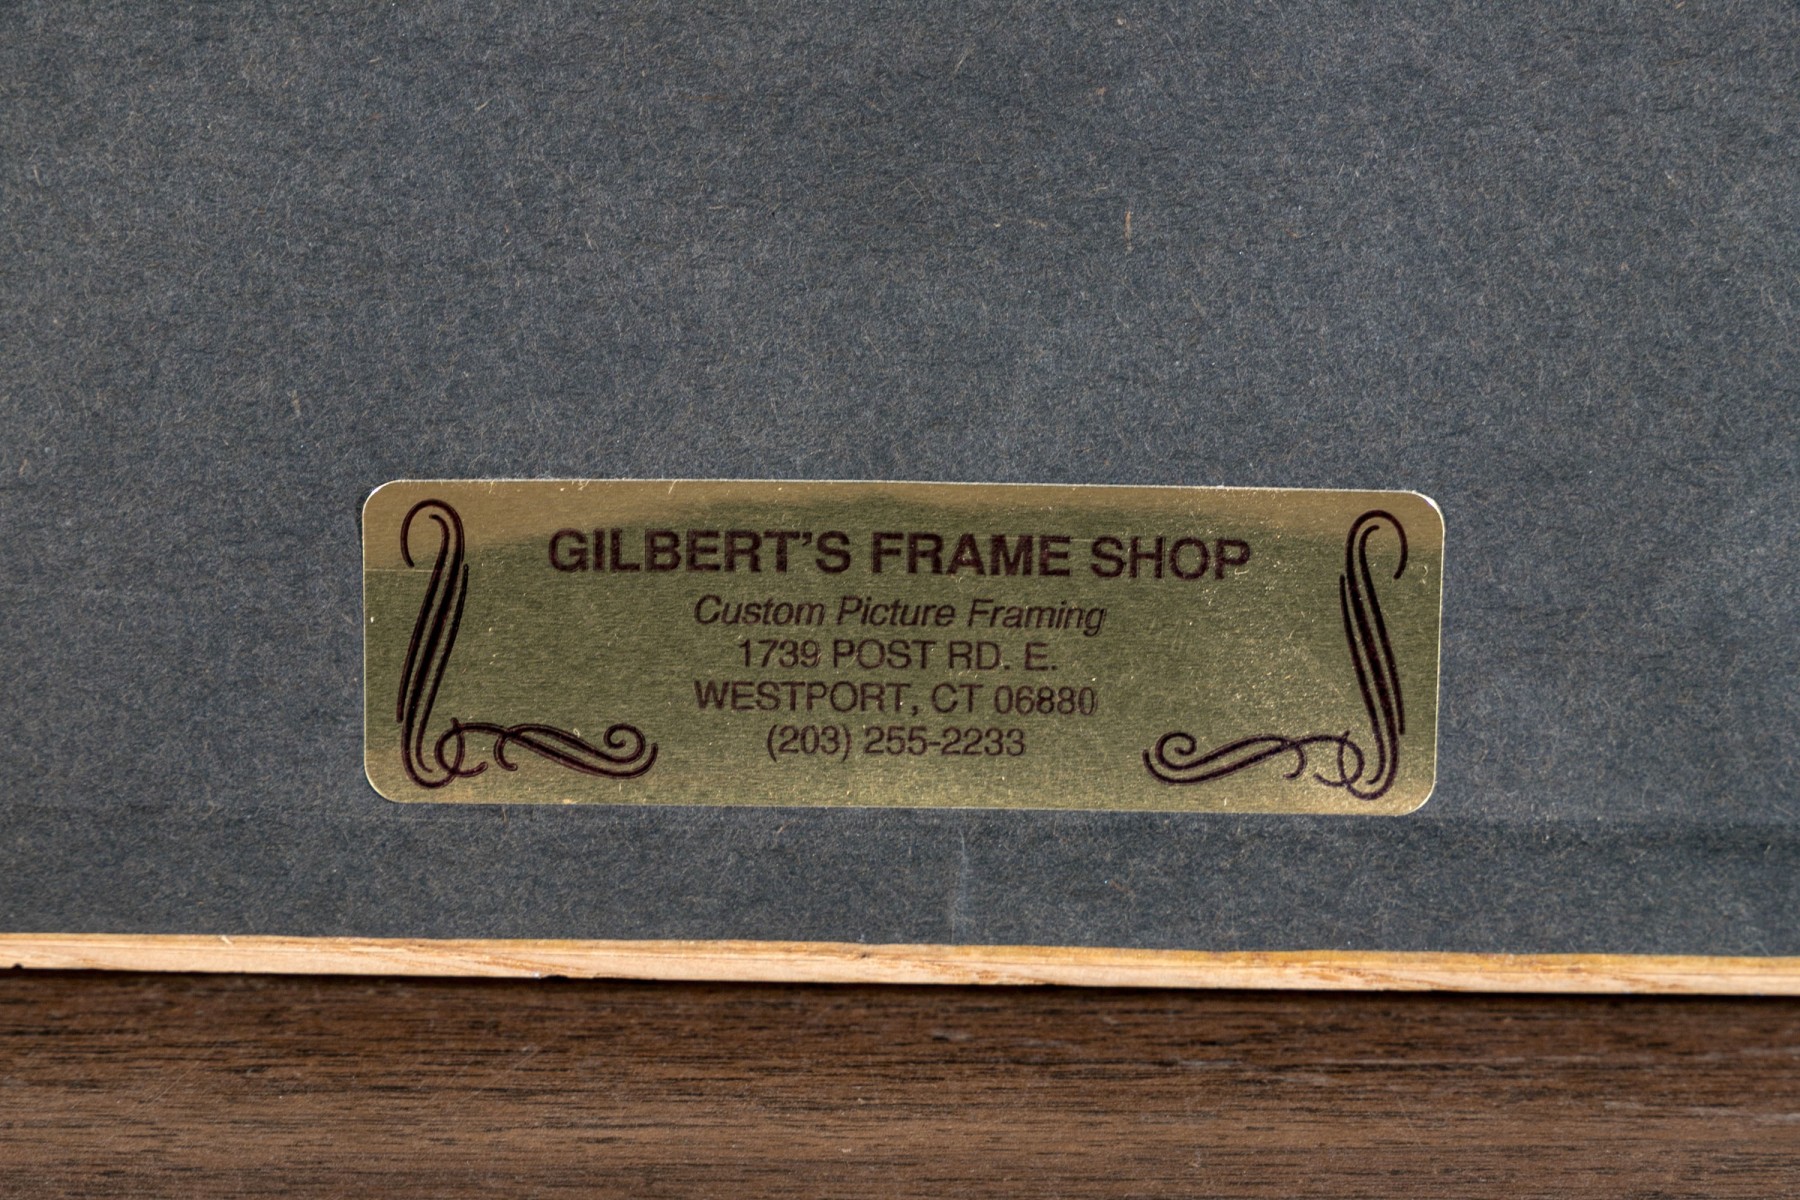 GILBERT'S FRAME SHOP
Custom Picture Framing
1739 POST RD. E.
WESTPORT, CT 06880
(203) 255-2233